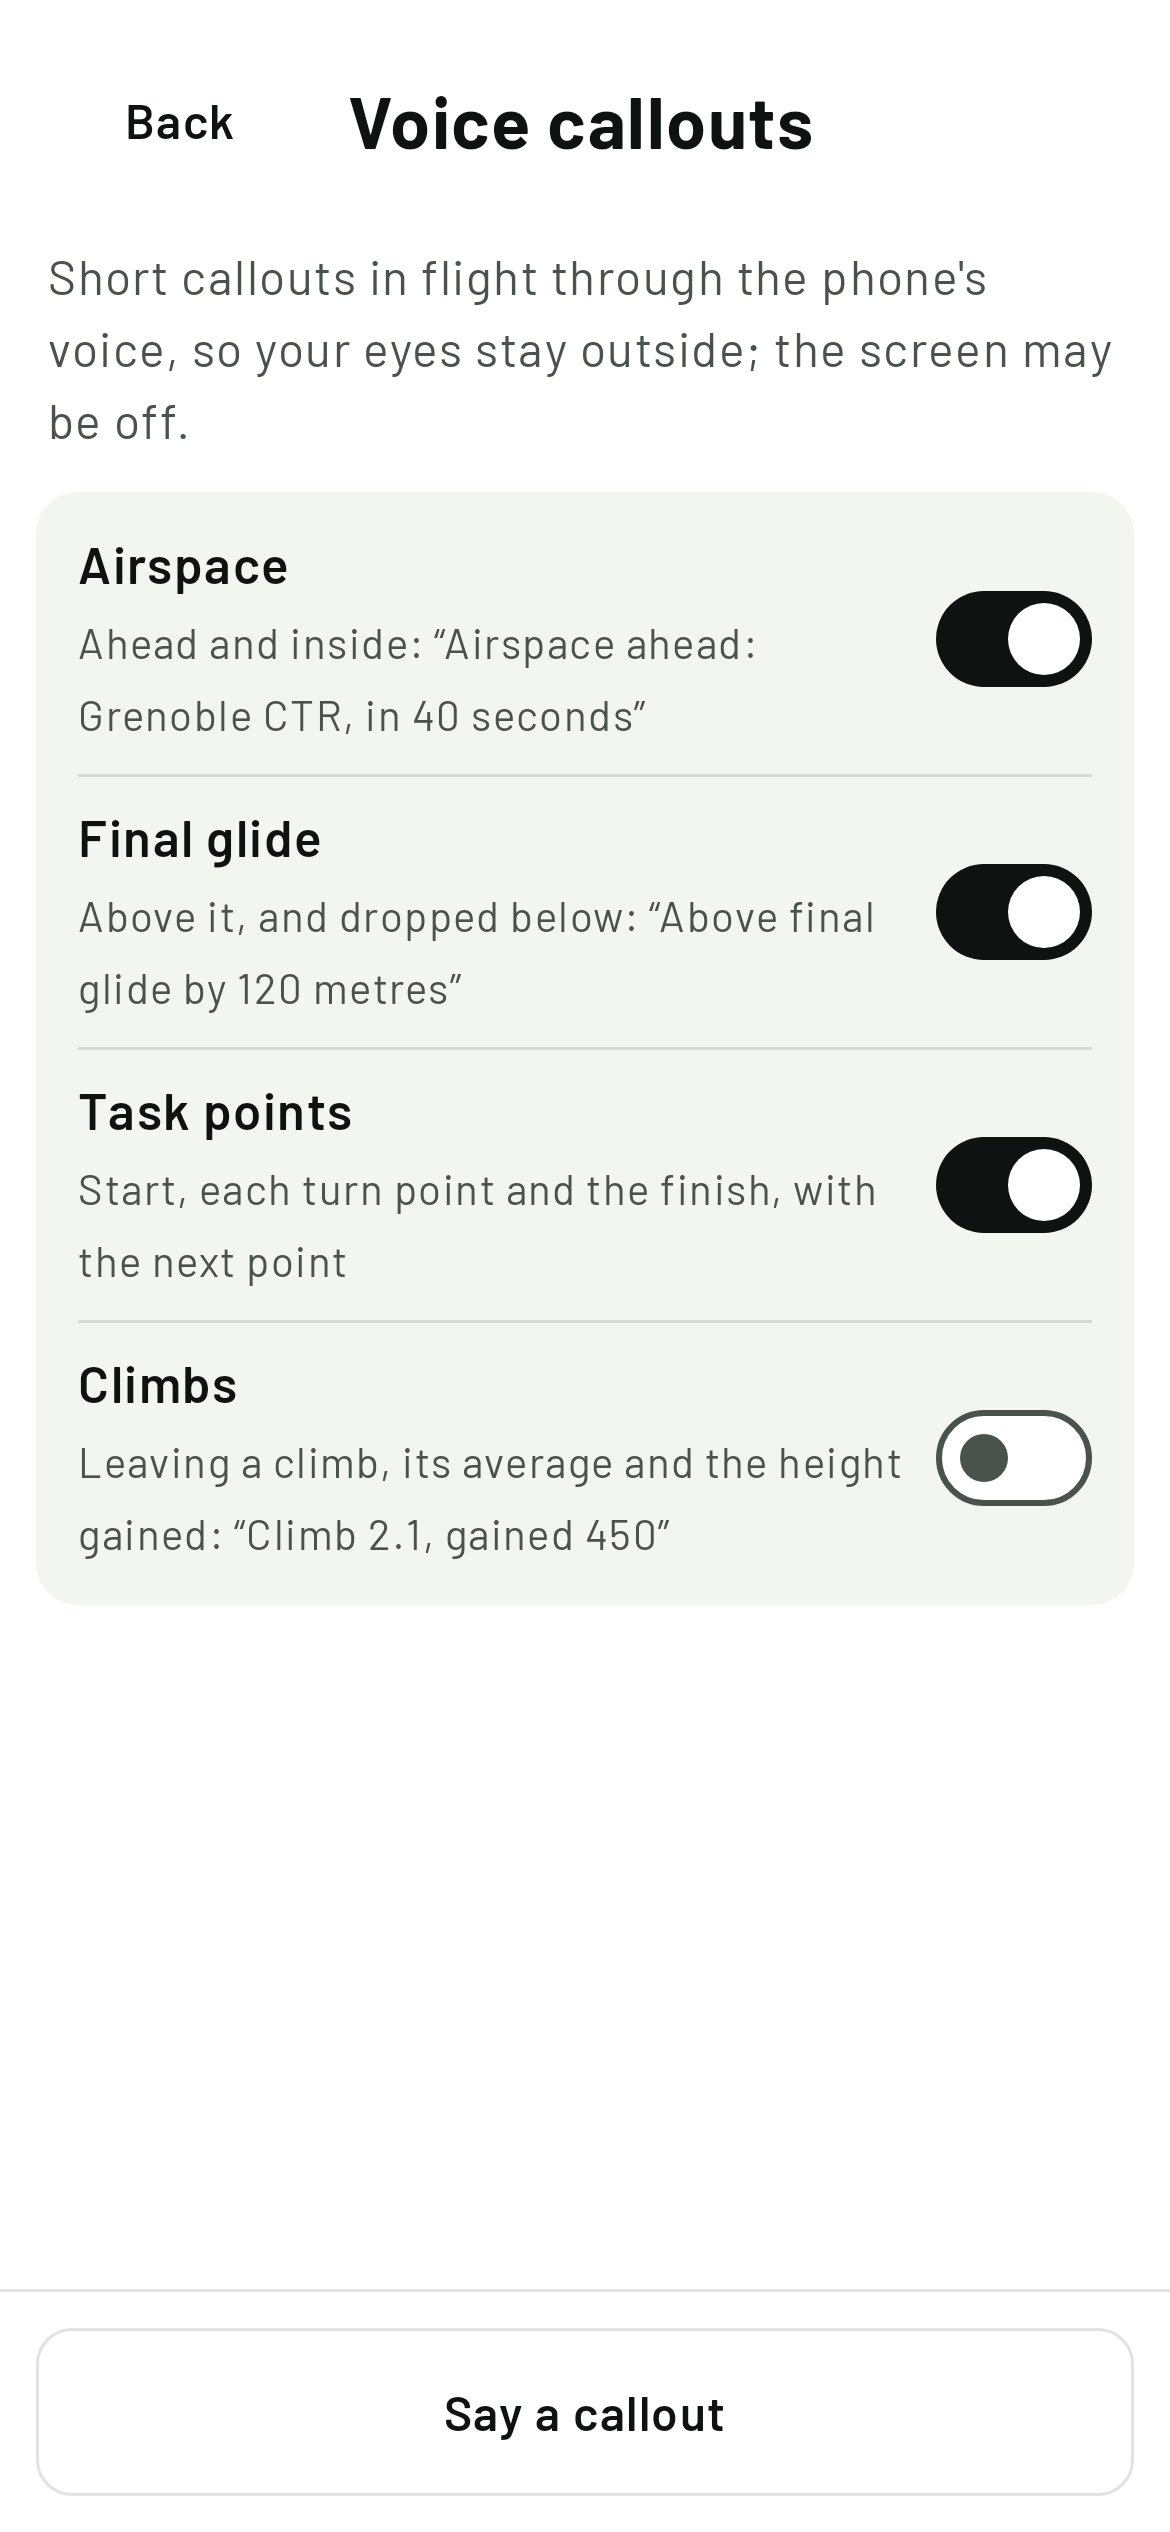 Back
Voice callouts
Short callouts in flight through the phone's
voice, so your eyes stay outside; the screen may
be off.
Airspace
Ahead and inside: “Airspace ahead:
Grenoble CTR, in 40 seconds”
Final glide
Above it, and dropped below: “Above final
glide by 120 metres”
Task points
Start, each turn point and the finish, with
the next point
Climbs
Leaving a climb, its average and the height
gained: “Climb 2.1, gained 450”
Say a callout